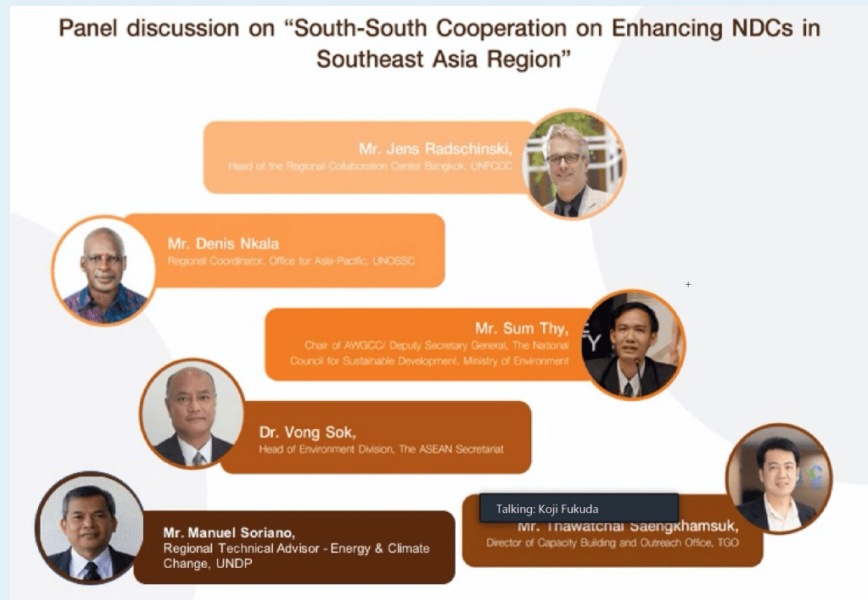 Panel discussion on “South-South Cooperation on Enhancing NDCs in
Southeast Asia Region”
Mr. Jens Radschinski,
Head of the Regional Collaboration Center Bangkok, UNFCCC
Mr. Denis Nkala
Regional Coordinator, Office for Asia-Pacific, UNOSSC
Mr. Sum Thy,
Chair of AWGCC/ Deputy Secretary General, The National
Council for Sustainable Development, Ministry of Environment
Dr. Vong Sok,
Head of Environment Division, The ASEAN Secretariat
Mr. Manuel Soriano,
Regional Technical Advisor - Energy & Climate
Change, UNDP
Talking: Koji Fukuda
Mr. Thawatchai Saengkhamsuk,
Director of Capacity Building and Outreach Office, TGO